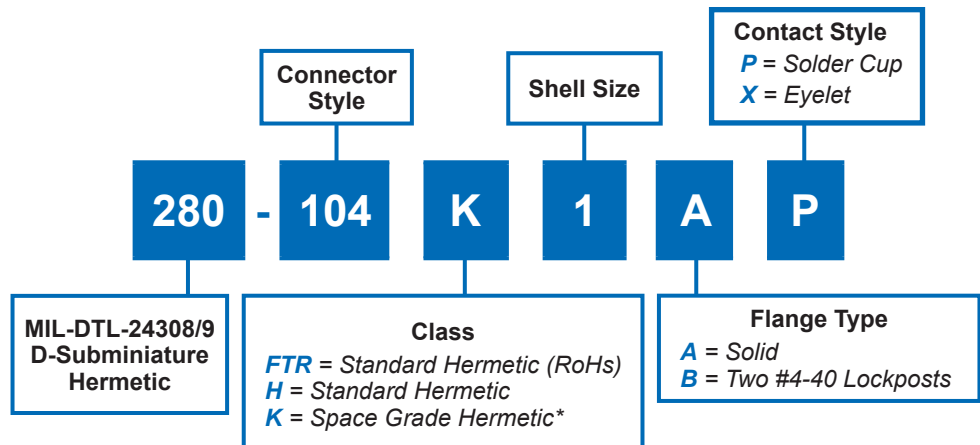 Connector
Style
Shell Size
Contact Style
P = Solder Cup
X = Eyelet
280 - 104 K 1 A P
MIL-DTL-24308/9
D-Subminiature
Hermetic
Class
FTR = Standard Hermetic (RoHs)
H = Standard Hermetic
K = Space Grade Hermetic*
Flange Type
A = Solid
B = Two #4-40 Lockposts